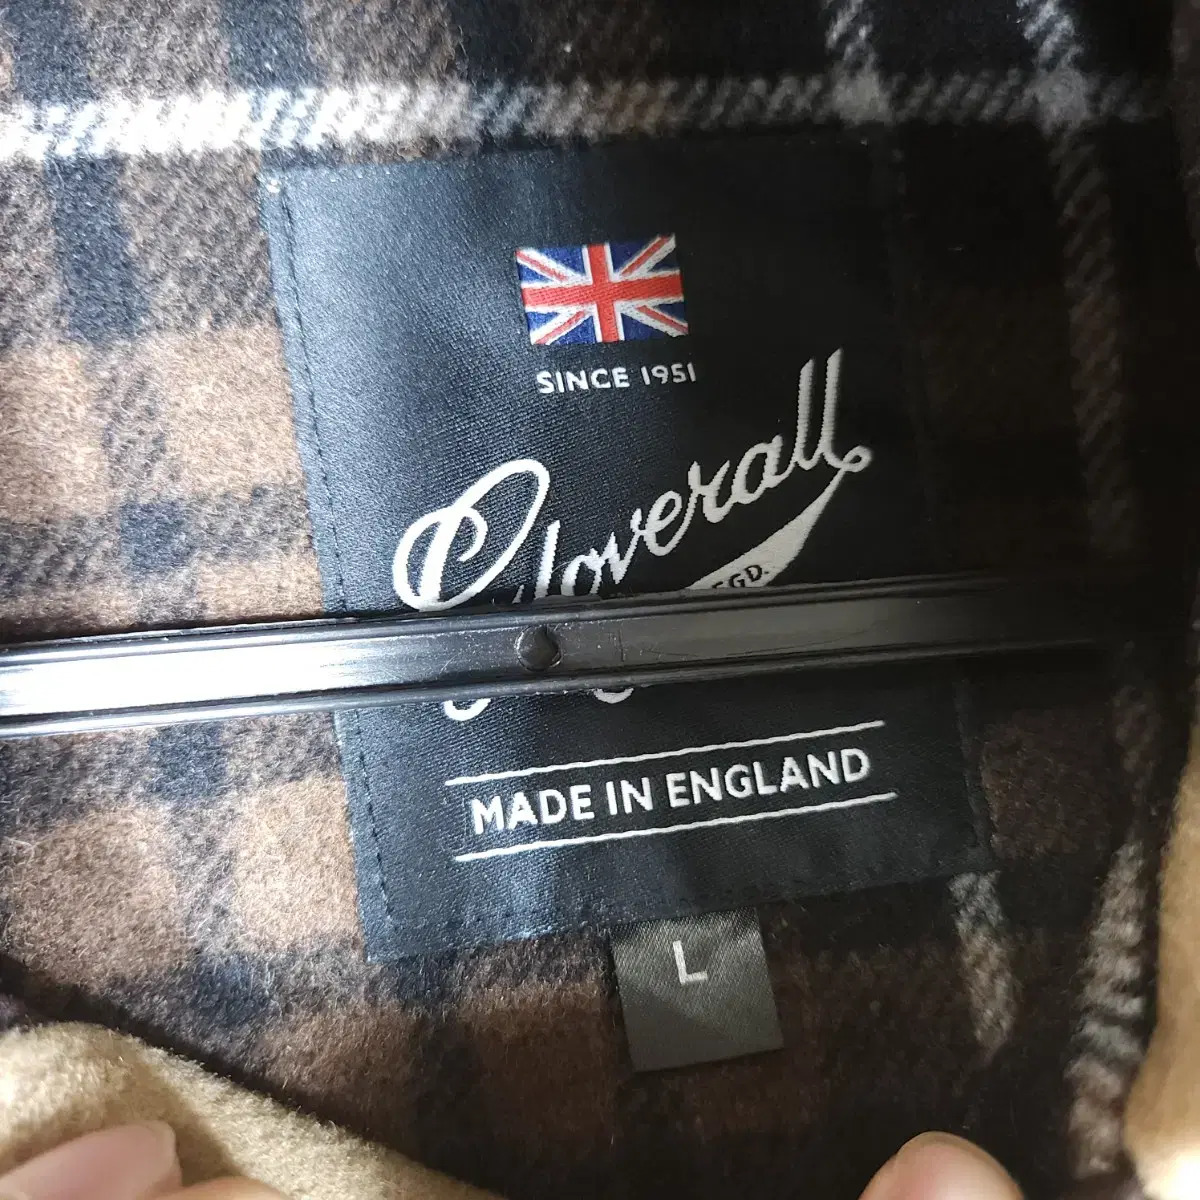 SINCE 1951
Gloverall
MADE IN ENGLAND
L